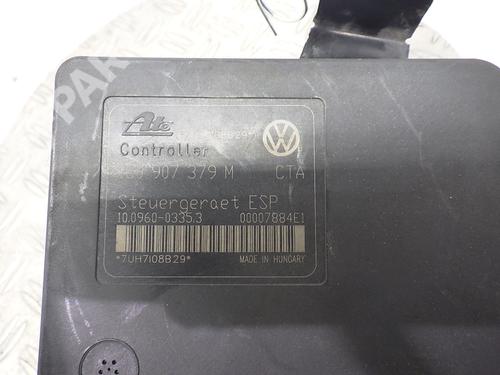 Ate
Controller
907 379 M CTA
Steuergeraet ESP
10.0960-0335.3 00007884E1
*7UH7I08B29* MADE IN HUNGARY